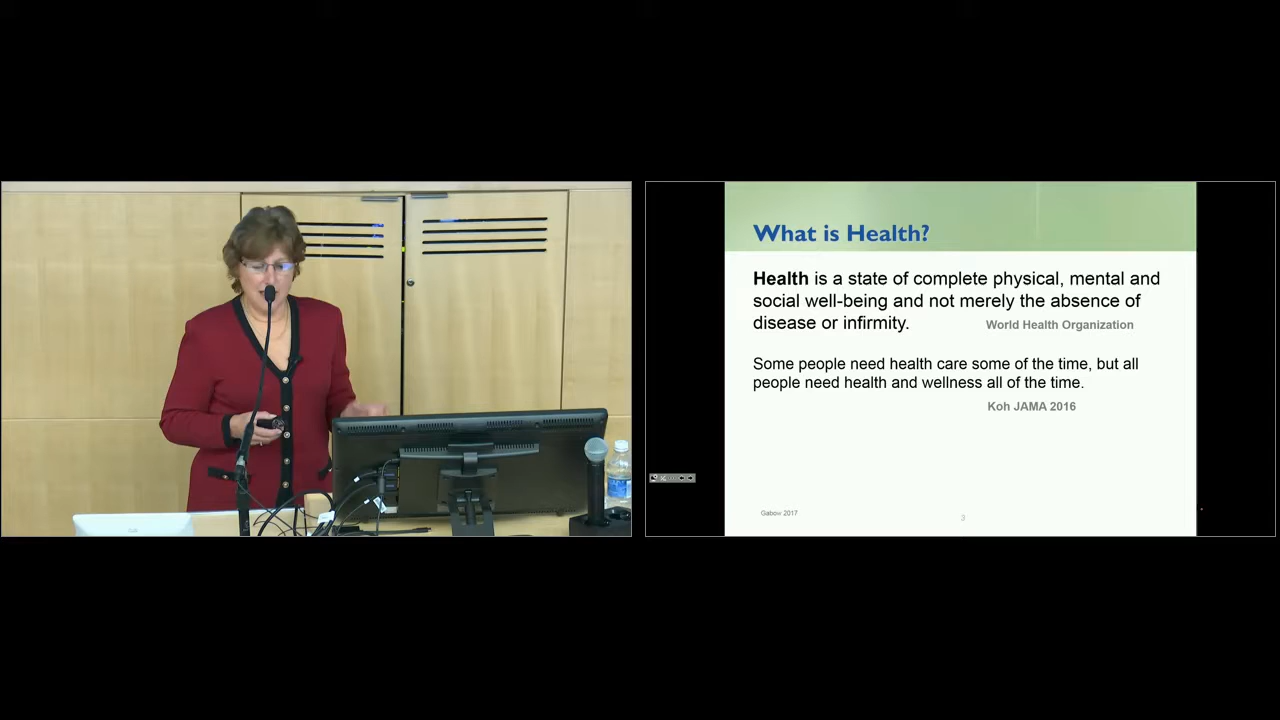 What is Health?
Health is a state of complete physical, mental and
social well-being and not merely the absence of
disease or infirmity.
World Health Organization
Some people need health care some of the time, but all
people need health and wellness all of the time.
Koh JAMA 2016
Gabow 2017
3